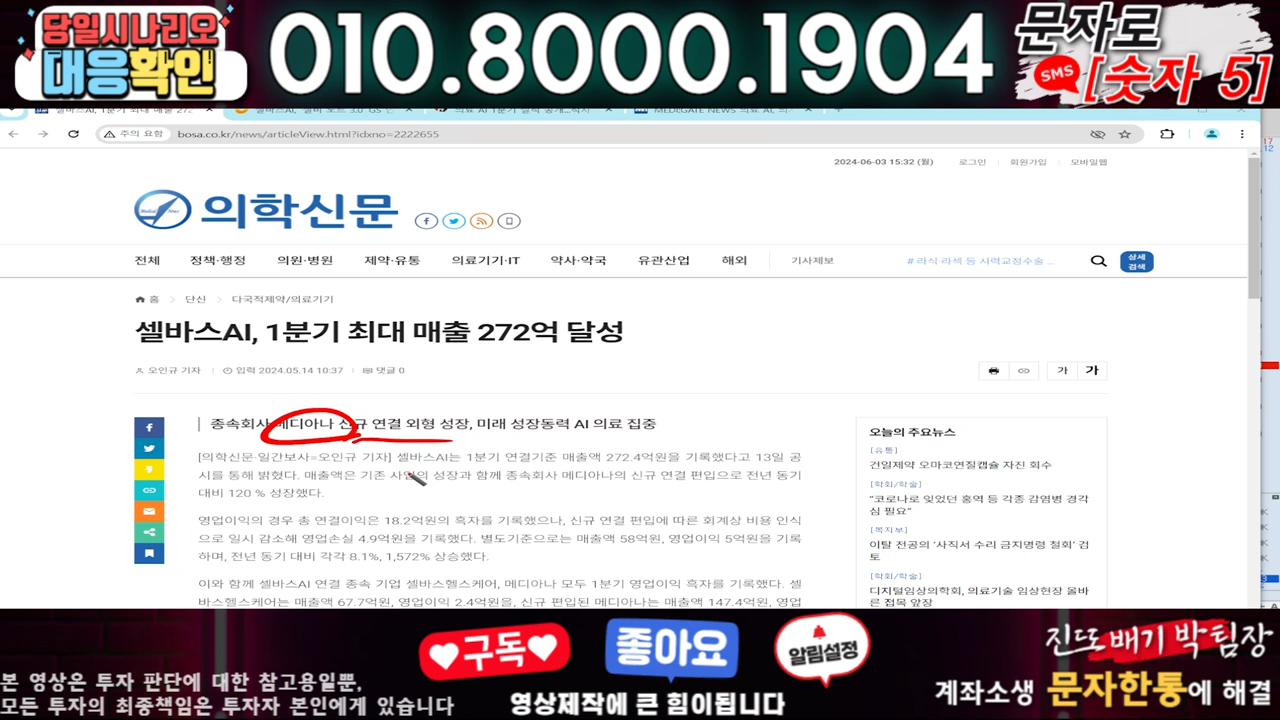 당일시나리오
대응확인
010.8000.1904
문자로
SMS
[숫자 5]
셀바스AI, 1분기 최대 매출 272
주의 요함
bosa.co.kr/news/articleView.html?idxno=2222655
2024-06-03 15:32 (월)
로그인
회원가입
모바일웹
의학신문
전체
정책·행정
의원·병원
제약·유통
의료기기·IT
약사·약국
유관산업
해외
기사제보
# 라식·라섹 등 시력교정수술 ...
상세
검색
홈
단신
다국적제약/의료기기
셀바스AI, 1분기 최대 매출 272억 달성
오인규 기자
입력 2024.05.14 10:37
댓글 0
가
가
종속회사 메디아나 신규 연결 외형 성장, 미래 성장동력 AI 의료 집중
[의학신문·일간보사=오인규 기자] 셀바스AI는 1분기 연결기준 매출액 272.4억원을 기록했다고 13일 공
시를 통해 밝혔다. 매출액은 기존 사업의 성장과 함께 종속회사 메디아나의 신규 연결 편입으로 전년 동기
대비 120 % 성장했다.
영업이익의 경우 총 연결이익은 18.2억원의 흑자를 기록했으나, 신규 연결 편입에 따른 회계상 비용 인식
으로 일시 감소해 영업손실 4.9억원을 기록했다. 별도기준으로는 매출액 58억원, 영업이익 5억원을 기록
하며, 전년 동기 대비 각각 8.1%, 1,572% 상승했다.
이와 함께 셀바스AI 연결 종속 기업 셀바스헬스케어, 메디아나 모두 1분기 영업이익 흑자를 기록했다. 셀
바스헬스케어는 매출액 67.7억원, 영업이익 2.4억원을, 신규 편입된 메디아나는 매출액 147.4억원, 영업
오늘의 주요뉴스
[유통]
건일제약 오마코연질캡슐 자진 회수
[학회/학술]
“코로나로 잊었던 홍역 등 각종 감염병 경각
심 필요”
[복지부]
이탈 전공의 ‘사직서 수리 금지명령 철회’ 검
토
[학회/학술]
디지털임상의학회, 의료기술 임상현장 올바
른 접목 앞장
본 영상은 투자 판단에 대한 참고용일뿐,
모든 투자의 최종책임은 투자자 본인에게 있습니다
구독
좋아요
알림설정
영상제작에 큰 힘이됩니다
진또배기 박팀장
계좌소생 문자한통에 해결